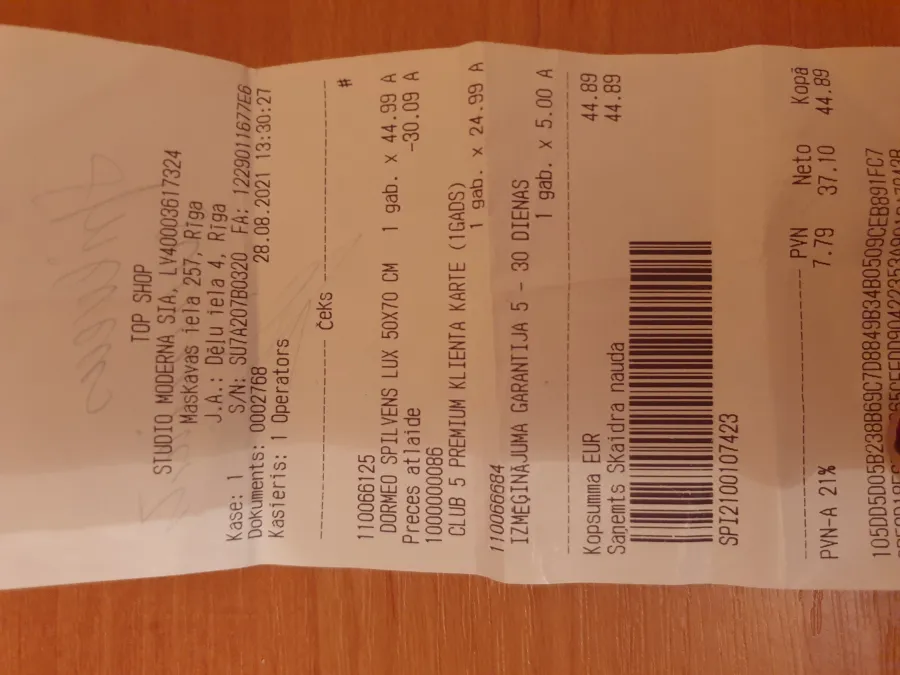 TOP SHOP
STUDIO MODERNA SIA, LV40003617324
Maskavas iela 257, Rīga
J.A.: Dēļu iela 4, Rīga
S/N: SU7A207B0320 FA: 1229011677E6
Kase: 1
Dokuments: 0002768 28.08.2021 13:30:27
Kasieris: 1 Operators
Čeks
#
110066125
DORMEO SPILVENS LUX 50X70 CM 1 gab. x 44.99 A
Preces atlaide -30.09 A
1000000086
CLUB 5 PREMIUM KLIENTA KARTE (1GADS)
1 gab. x 24.99 A
110066684
IZMĒĢINĀJUMA GARANTIJA 5 - 30 DIENAS
1 gab. x 5.00 A
Kopsumma EUR 44.89
Saņemts Skaidra nauda 44.89
SPI2100107423
PVN Neto Kopā
PVN-A 21% 7.79 37.10 44.89
105DD5D05B238B69C7D8849B34B0509CEB891FC7